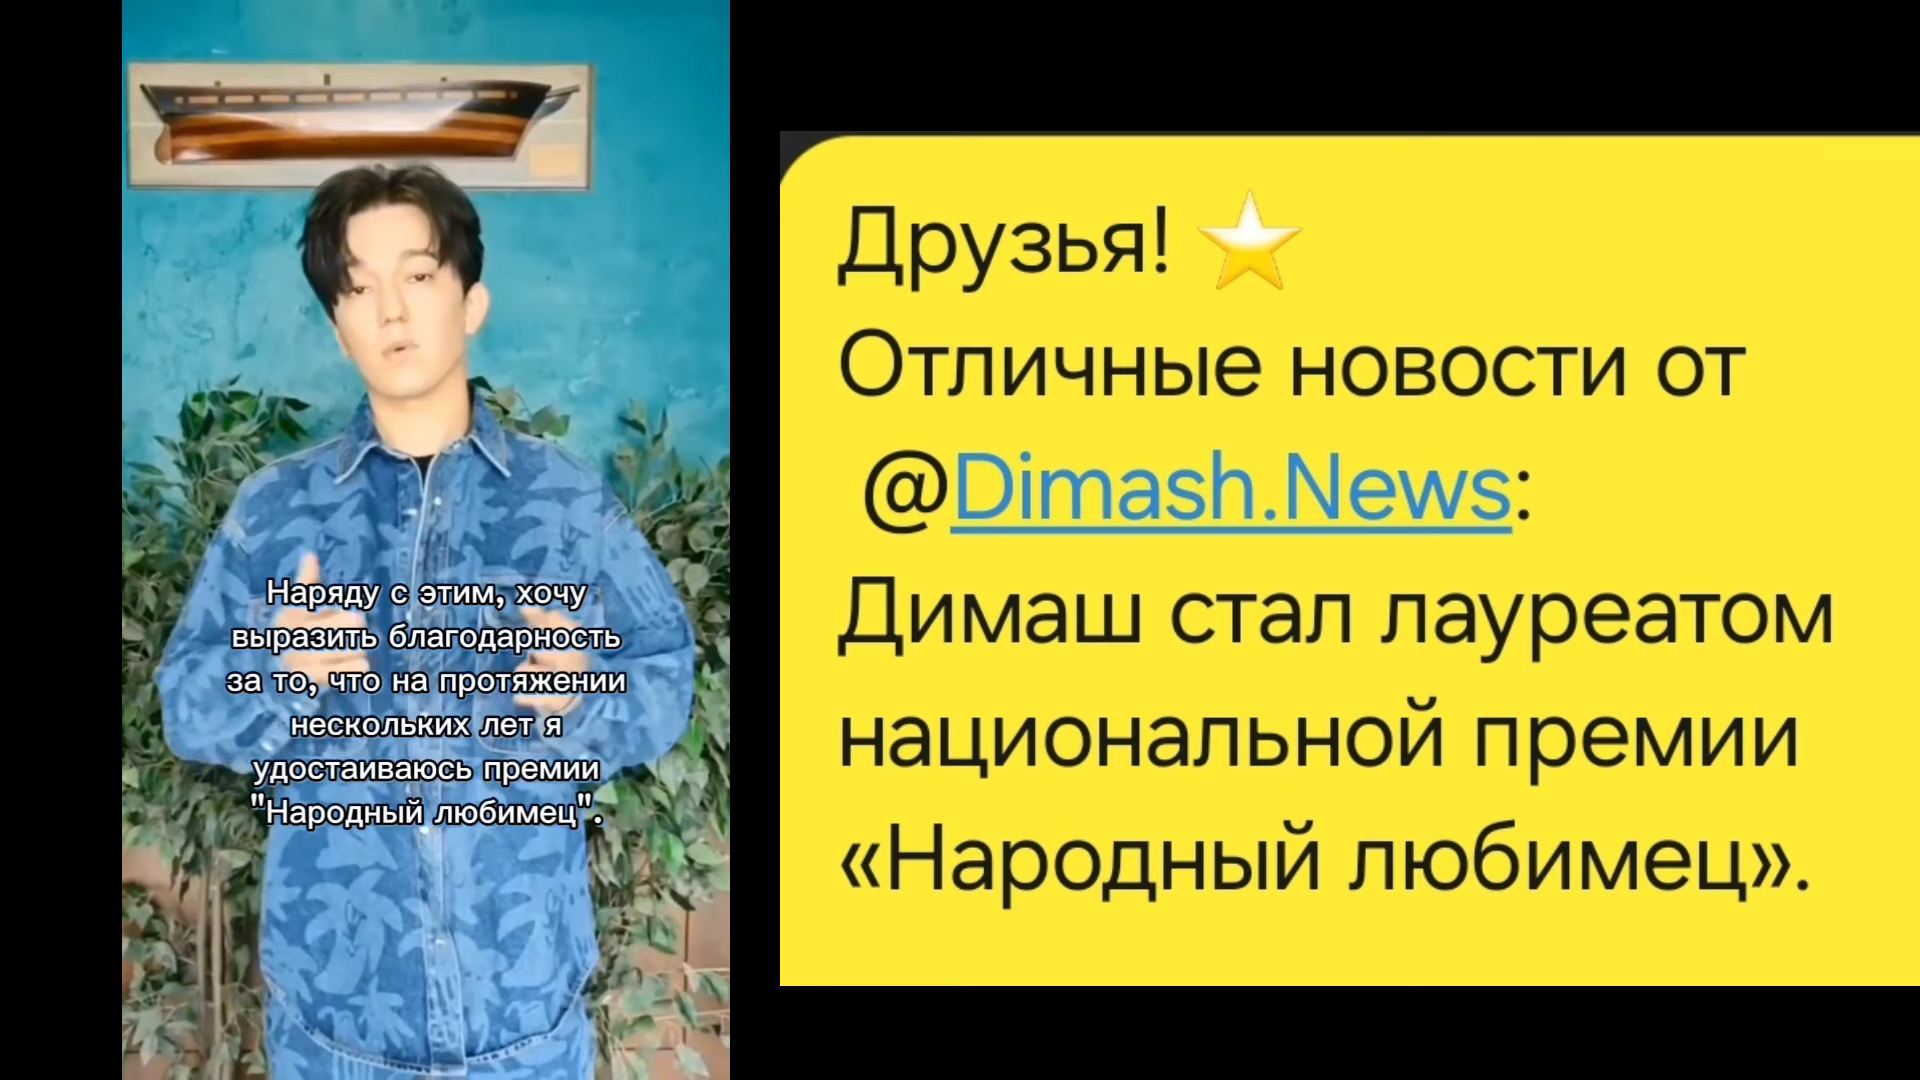 Наряду с этим, хочу
выразить благодарность
за то, что на протяжении
нескольких лет я
удостаиваюсь премии
"Народный любимец".
Друзья! ⭐
Отличные новости от
@Dimash.News:
Димаш стал лауреатом
национальной премии
«Народный любимец».